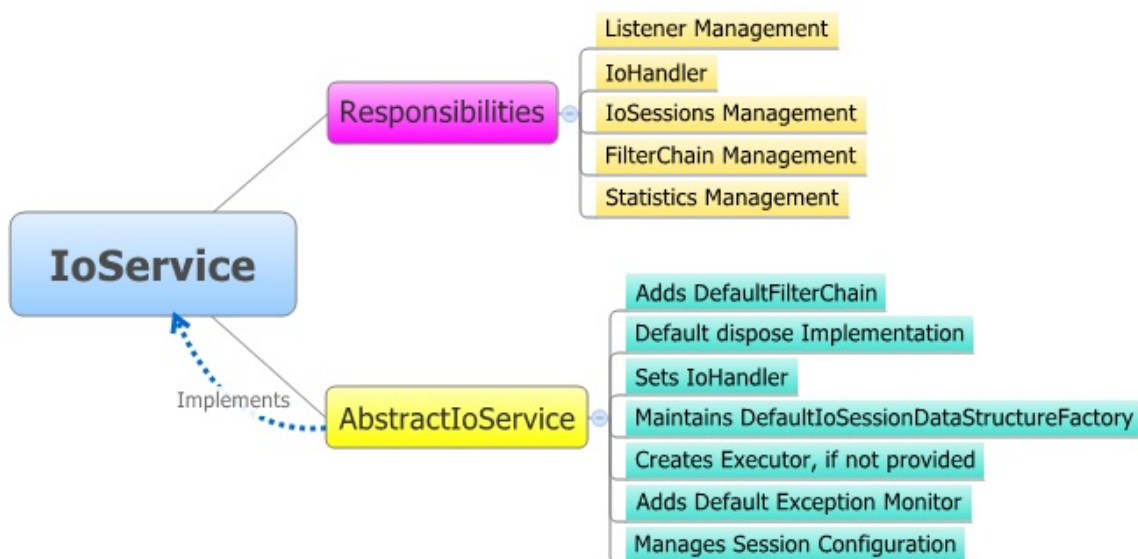 Listener Management
IoHandler
Responsibilities
IoSessions Management
FilterChain Management
Statistics Management
IoService
Adds DefaultFilterChain
Default dispose Implementation
Sets IoHandler
Implements
AbstractIoService
Maintains DefaultIoSessionDataStructureFactory
Creates Executor, if not provided
Adds Default Exception Monitor
Manages Session Configuration